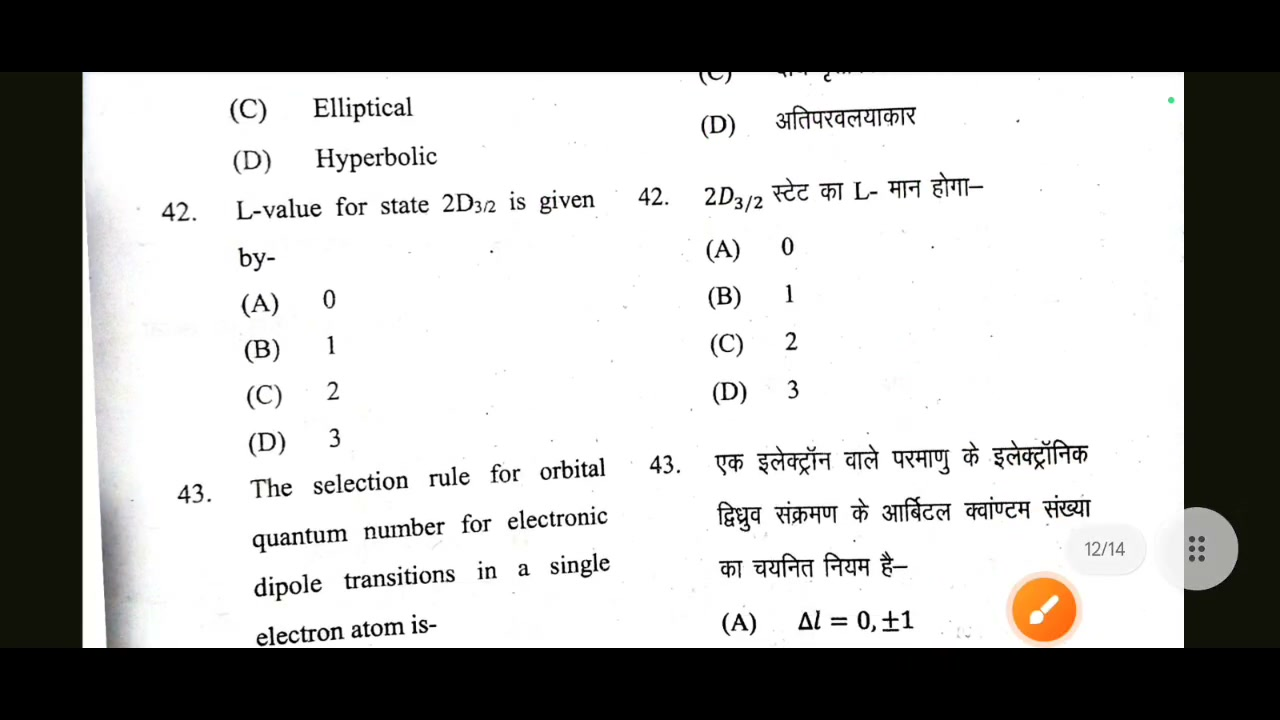 (C) Elliptical
(D) Hyperbolic
42. L-value for state 2D3/2 is given
by-
(A) 0
(B) 1
(C) 2
(D) 3
43. The selection rule for orbital
quantum number for electronic
dipole transitions in a single
electron atom is-
(C)
(D) अतिपरवलयाकार
42. 2D3/2 स्टेट का L- मान होगा–
(A) 0
(B) 1
(C) 2
(D) 3
43. एक इलेक्ट्रॉन वाले परमाणु के इलेक्ट्रॉनिक
द्विध्रुव संक्रमण के आर्बिटल क्वांण्टम संख्या
का चयनित नियम है–
(A) Δl = 0, ±1
12/14